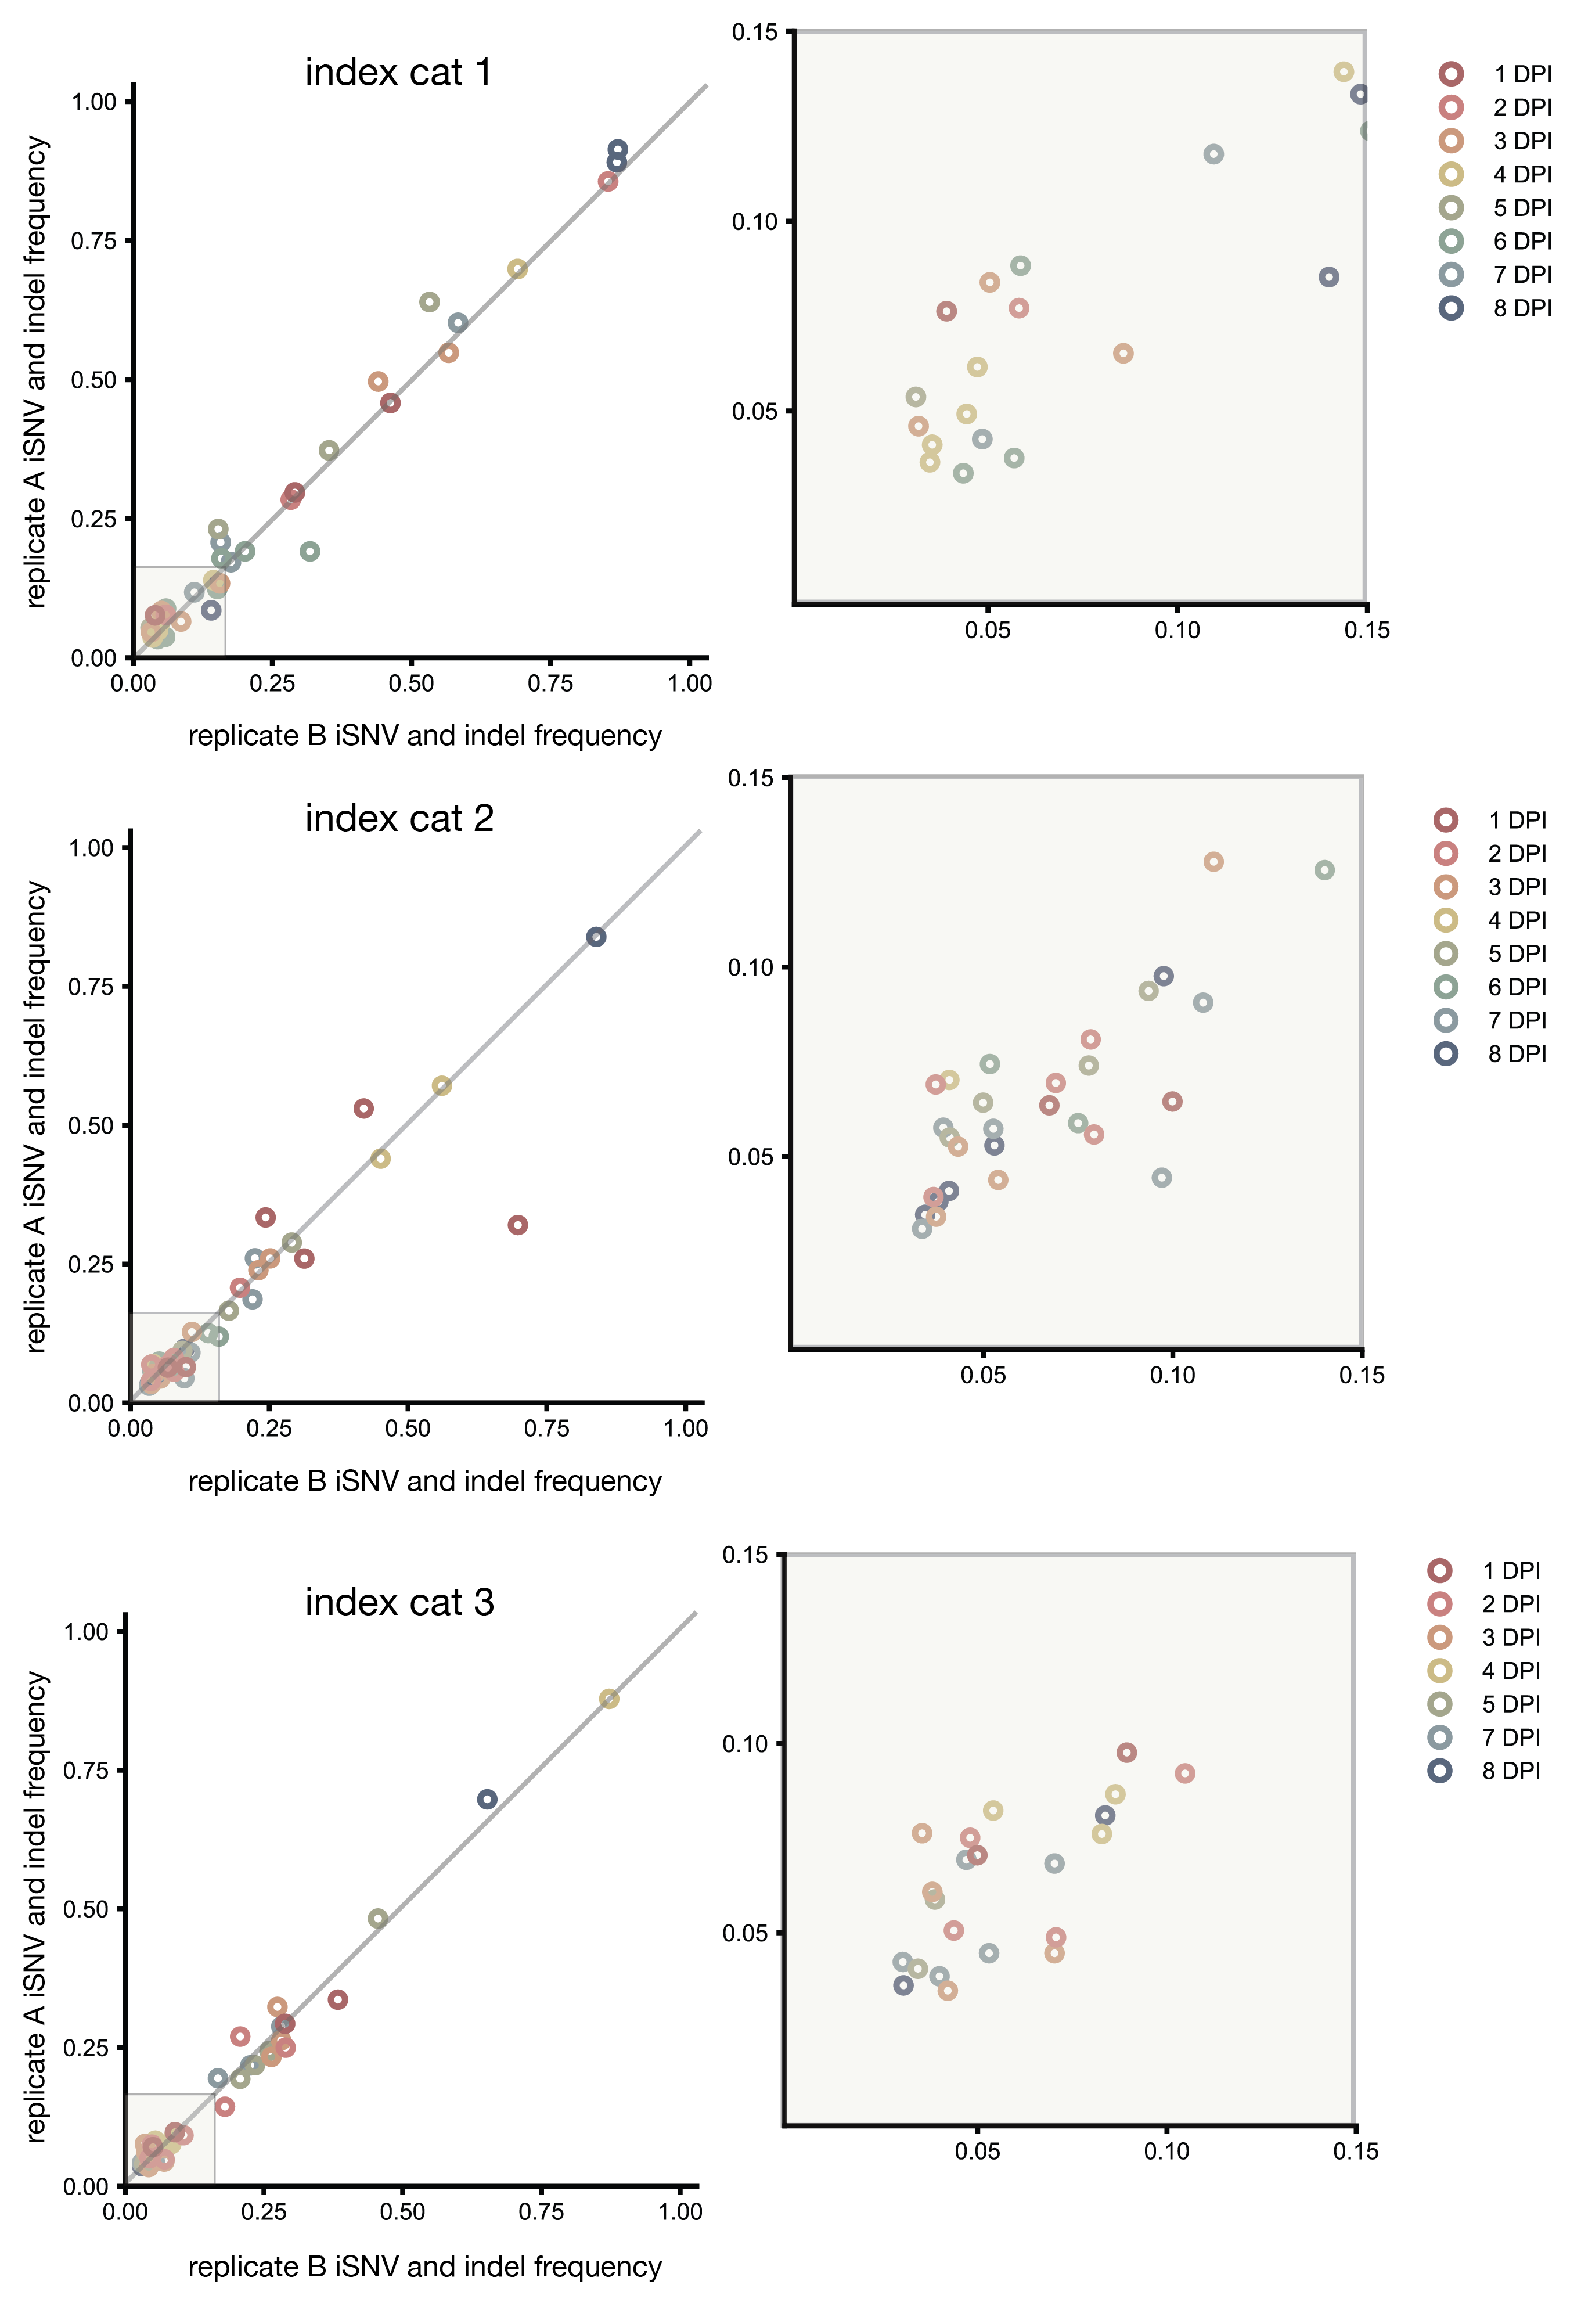 index cat 1
replicate A iSNV and indel frequency
1.00
0.75
0.50
0.25
0.00
0.00 0.25 0.50 0.75 1.00
replicate B iSNV and indel frequency
0.15
0.10
0.05
0.05 0.10 0.15
1 DPI
2 DPI
3 DPI
4 DPI
5 DPI
6 DPI
7 DPI
8 DPI
index cat 2
replicate A iSNV and indel frequency
1.00
0.75
0.50
0.25
0.00
0.00 0.25 0.50 0.75 1.00
replicate B iSNV and indel frequency
0.15
0.10
0.05
0.05 0.10 0.15
1 DPI
2 DPI
3 DPI
4 DPI
5 DPI
6 DPI
7 DPI
8 DPI
index cat 3
replicate A iSNV and indel frequency
1.00
0.75
0.50
0.25
0.00
0.00 0.25 0.50 0.75 1.00
replicate B iSNV and indel frequency
0.15
0.10
0.05
0.05 0.10 0.15
1 DPI
2 DPI
3 DPI
4 DPI
5 DPI
7 DPI
8 DPI